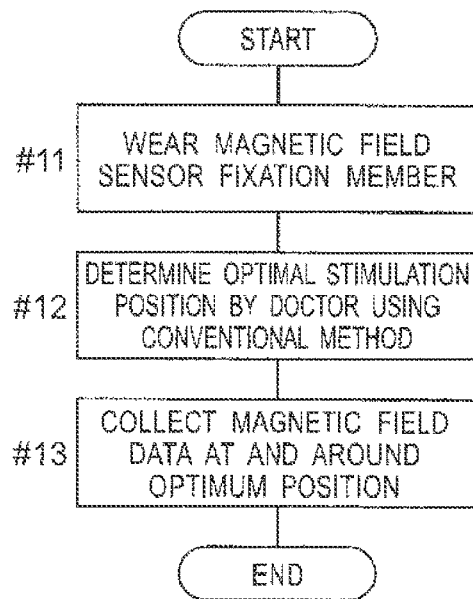 START
#11
WEAR MAGNETIC FIELD
SENSOR FIXATION MEMBER
#12
DETERMINE OPTIMAL STIMULATION
POSITION BY DOCTOR USING
CONVENTIONAL METHOD
#13
COLLECT MAGNETIC FIELD
DATA AT AND AROUND
OPTIMUM POSITION
END